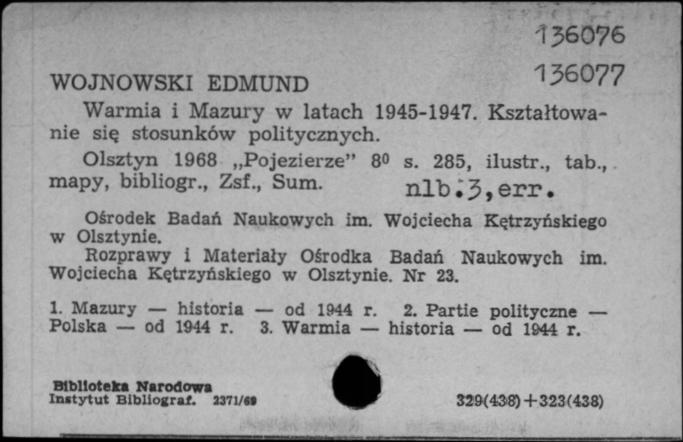 136076
136077
WOJNOWSKI EDMUND
Warmia i Mazury w latach 1945-1947. Kształtowa-
nie się stosunków politycznych.
Olsztyn 1968 „Pojezierze” 8⁰ s. 285, ilustr., tab.,
mapy, bibliogr., Zsf., Sum. nlb.3,err.
Ośrodek Badań Naukowych im. Wojciecha Kętrzyńskiego
w Olsztynie.
Rozprawy i Materiały Ośrodka Badań Naukowych im.
Wojciecha Kętrzyńskiego w Olsztynie. Nr 23.
1. Mazury — historia — od 1944 r. 2. Partie polityczne —
Polska — od 1944 r. 3. Warmia — historia — od 1944 r.
Biblioteka Narodowa
Instytut Bibliograf. 2371/69 329(438)+323(438)